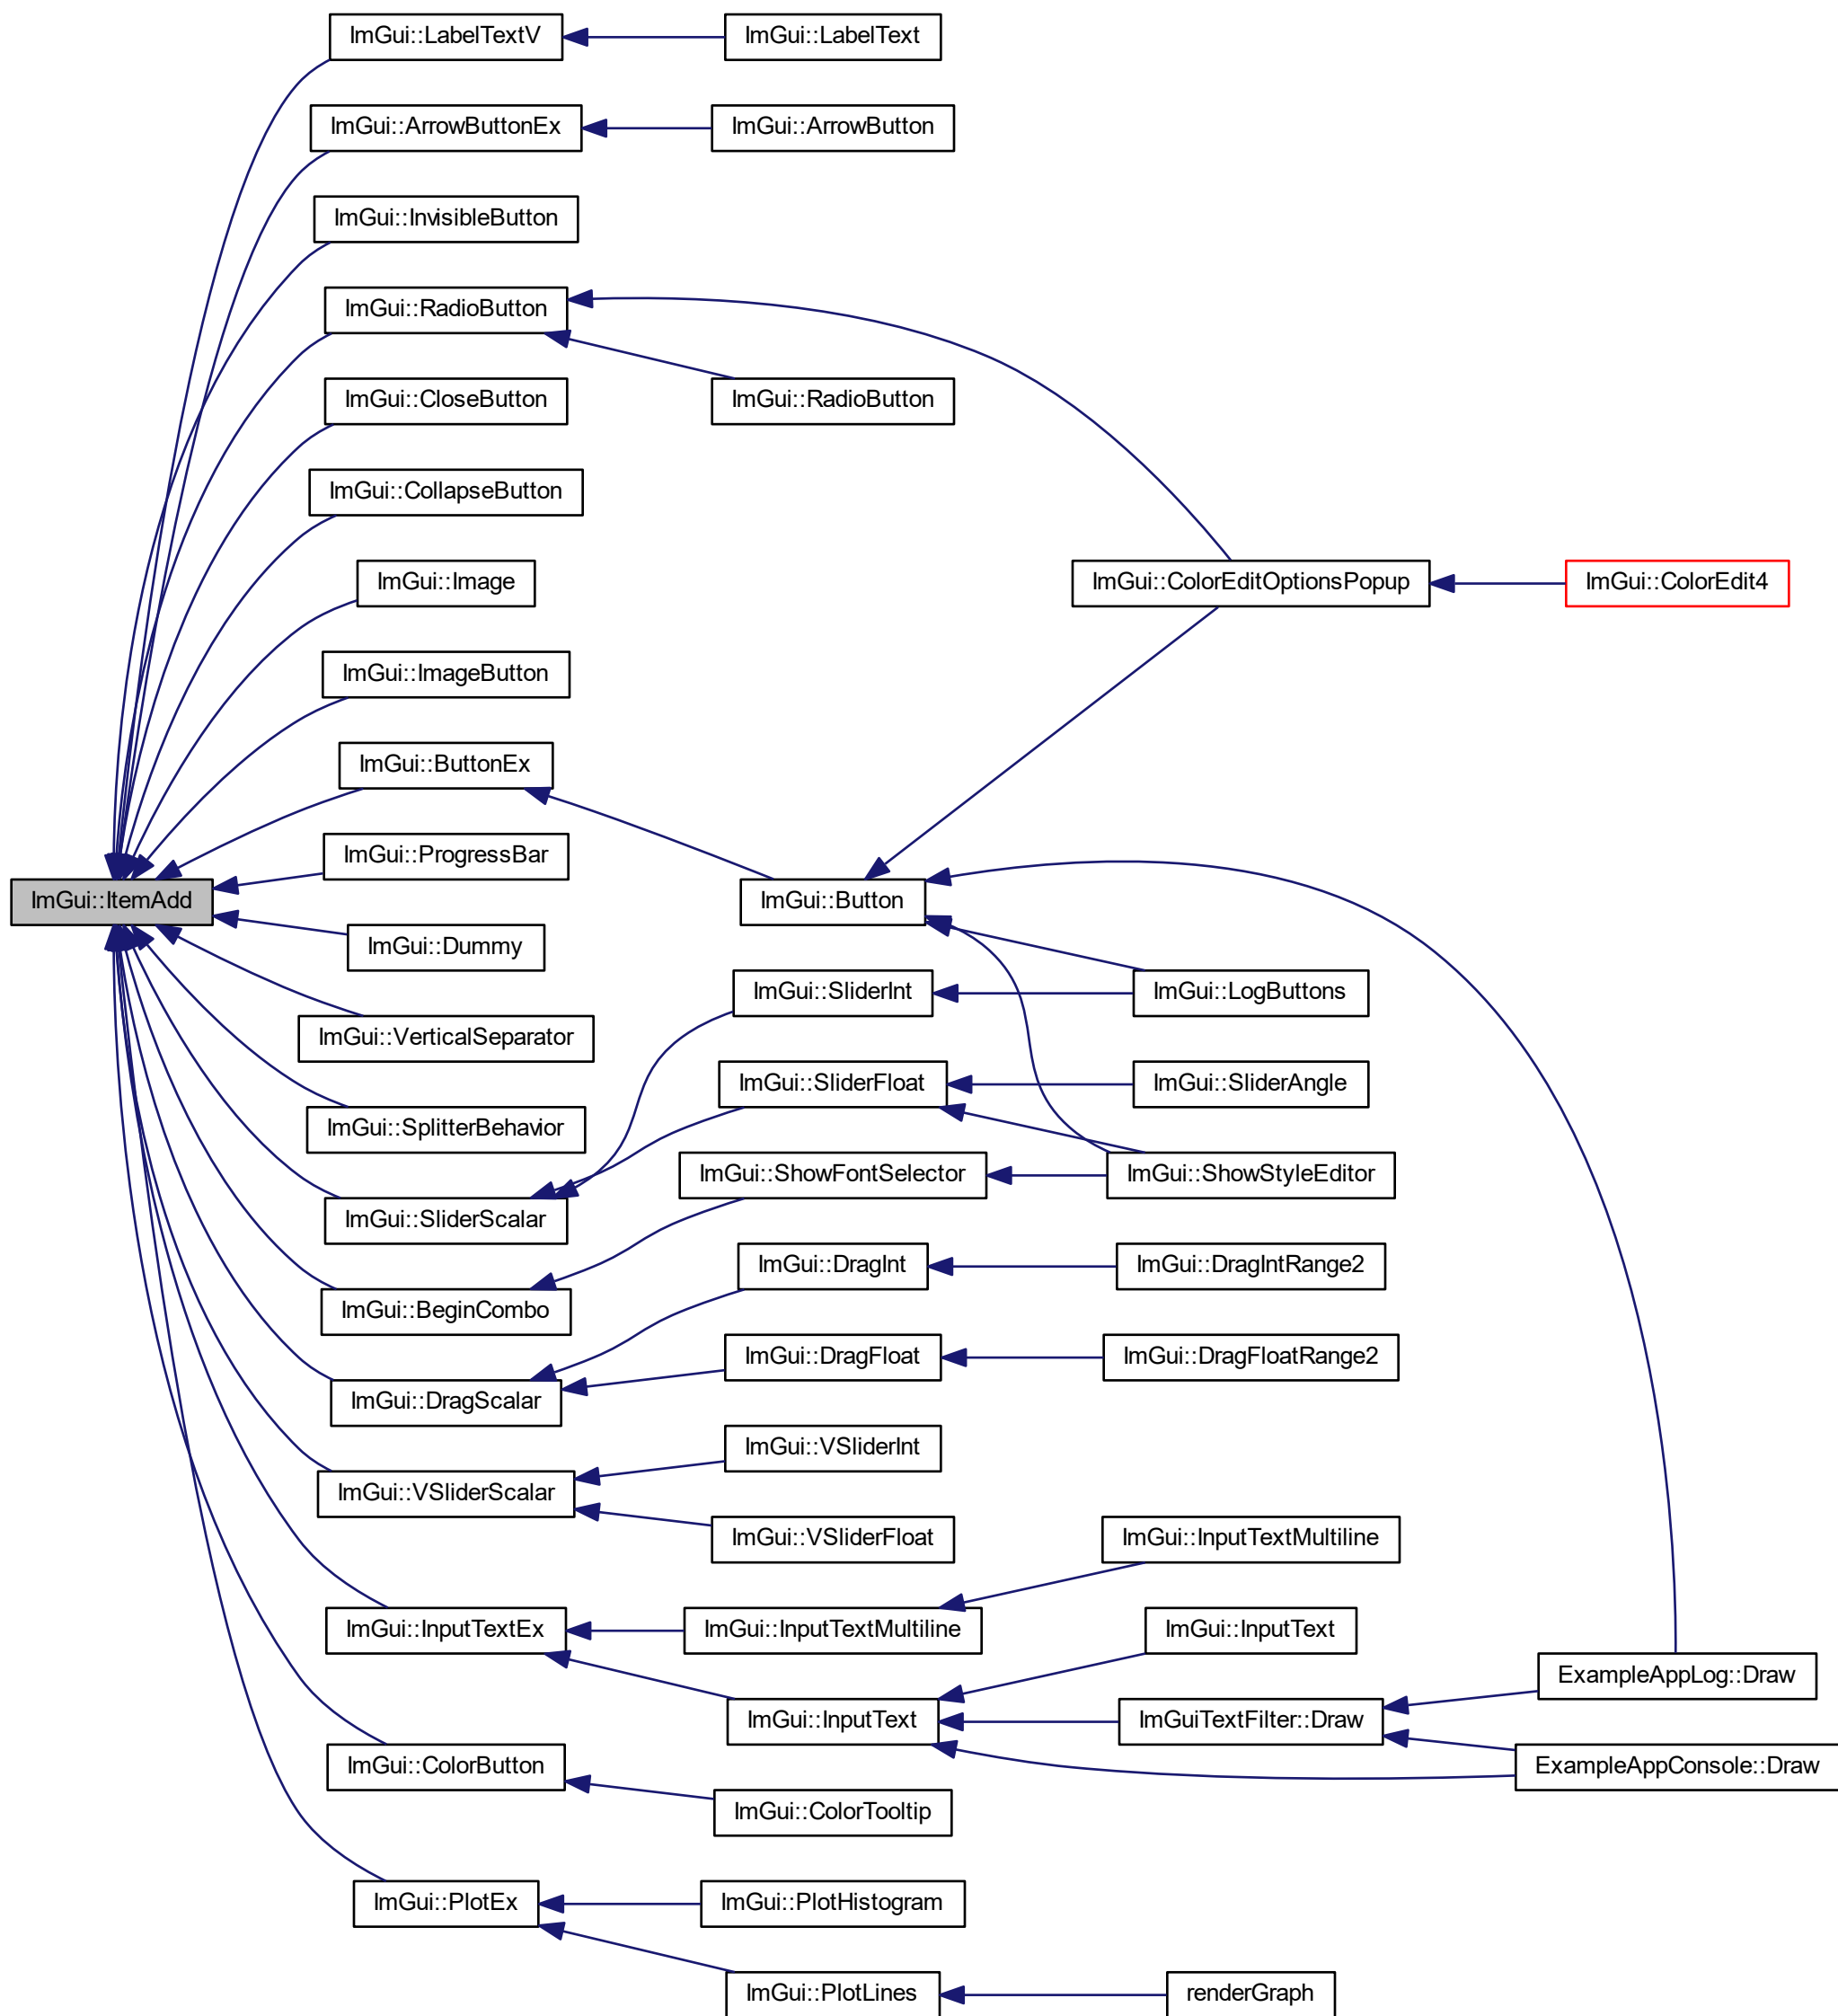 ImGui::LabelTextV
ImGui::LabelText
ImGui::ArrowButtonEx
ImGui::ArrowButton
ImGui::InvisibleButton
ImGui::RadioButton
ImGui::CloseButton
ImGui::RadioButton
ImGui::CollapseButton
ImGui::Image
ImGui::ColorEditOptionsPopup
ImGui::ColorEdit4
ImGui::ImageButton
ImGui::ButtonEx
ImGui::ProgressBar
ImGui::ItemAdd
ImGui::Button
ImGui::Dummy
ImGui::SliderInt
ImGui::LogButtons
ImGui::VerticalSeparator
ImGui::SliderFloat
ImGui::SliderAngle
ImGui::SplitterBehavior
ImGui::ShowFontSelector
ImGui::ShowStyleEditor
ImGui::SliderScalar
ImGui::DragInt
ImGui::DragIntRange2
ImGui::BeginCombo
ImGui::DragFloat
ImGui::DragFloatRange2
ImGui::DragScalar
ImGui::VSliderInt
ImGui::VSliderScalar
ImGui::VSliderFloat
ImGui::InputTextMultiline
ImGui::InputTextEx
ImGui::InputTextMultiline
ImGui::InputText
ExampleAppLog::Draw
ImGui::InputText
ImGuiTextFilter::Draw
ImGui::ColorButton
ExampleAppConsole::Draw
ImGui::ColorTooltip
ImGui::PlotEx
ImGui::PlotHistogram
ImGui::PlotLines
renderGraph